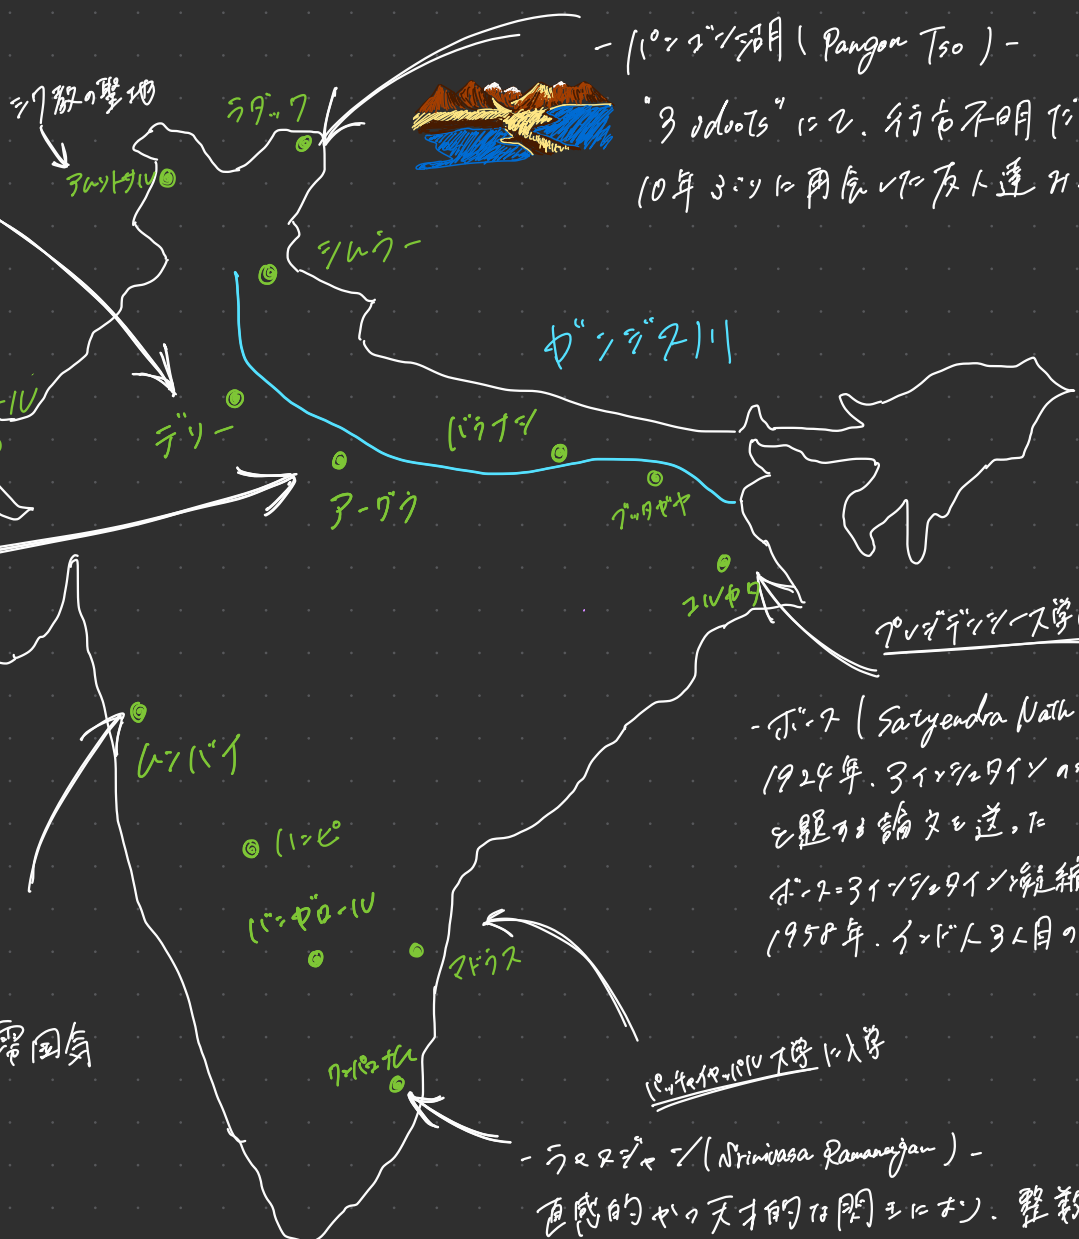 - パンゴン湖 ( Pangon Tso ) -
シク教の聖地
ラダック
"3 idiots" にて、行方不明だ
アムリトサル
10年ぶりに再会した友人達が
シムラー
ガンジス川
ール
デリー
バラナシ
アーグラ
ブッダガヤ
コルカタ
プレジデンシー大学
- ボース ( Satyendra Nath
ムンバイ
1924年、アインシュタインの
と題する論文を送った
ハンピ
ボース=アインシュタイン凝縮
バンガロール
1958年、インド人3人目の
マドラス
雰囲気
クンバコナム
パッチャイヤッパル大学に入学
- ラマヌジャン ( Srinivasa Ramanujan ) -
直感的かつ天才的な閃きにより、整数